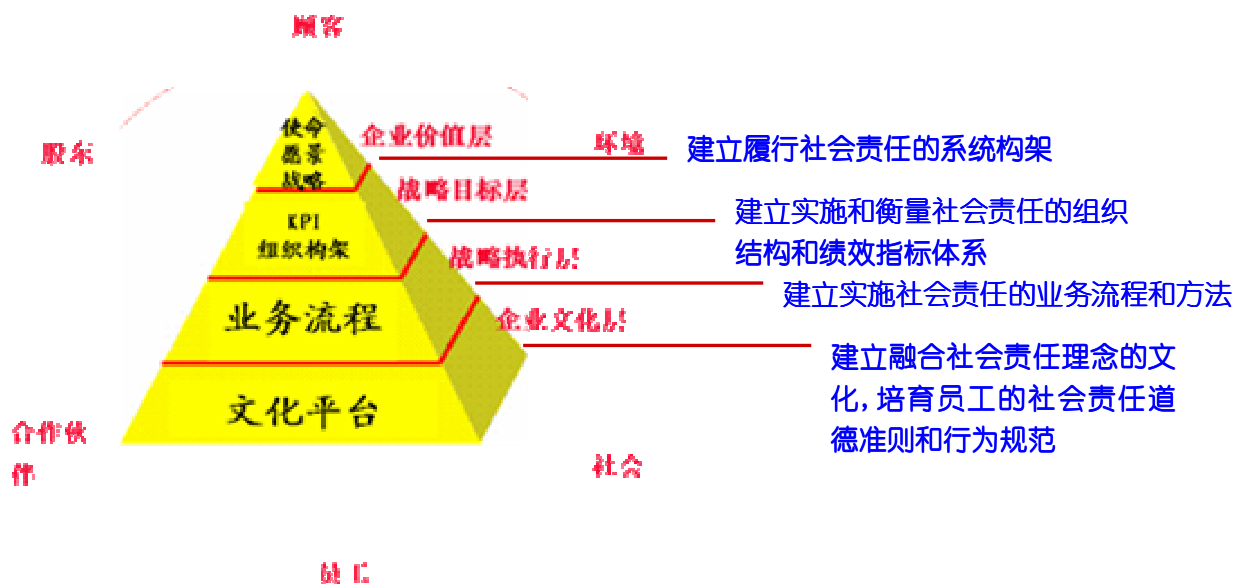 顾客
使命
愿景
战略
企业价值层
股东
环境
建立履行社会责任的系统构架
战略目标层
KPI
组织构架
建立实施和衡量社会责任的组织
结构和绩效指标体系
战略执行层
建立实施社会责任的业务流程和方法
业务流程
企业文化层
建立融合社会责任理念的文
化,培育员工的社会责任道
德准则和行为规范
文化平台
合作伙
伴
社会
员工